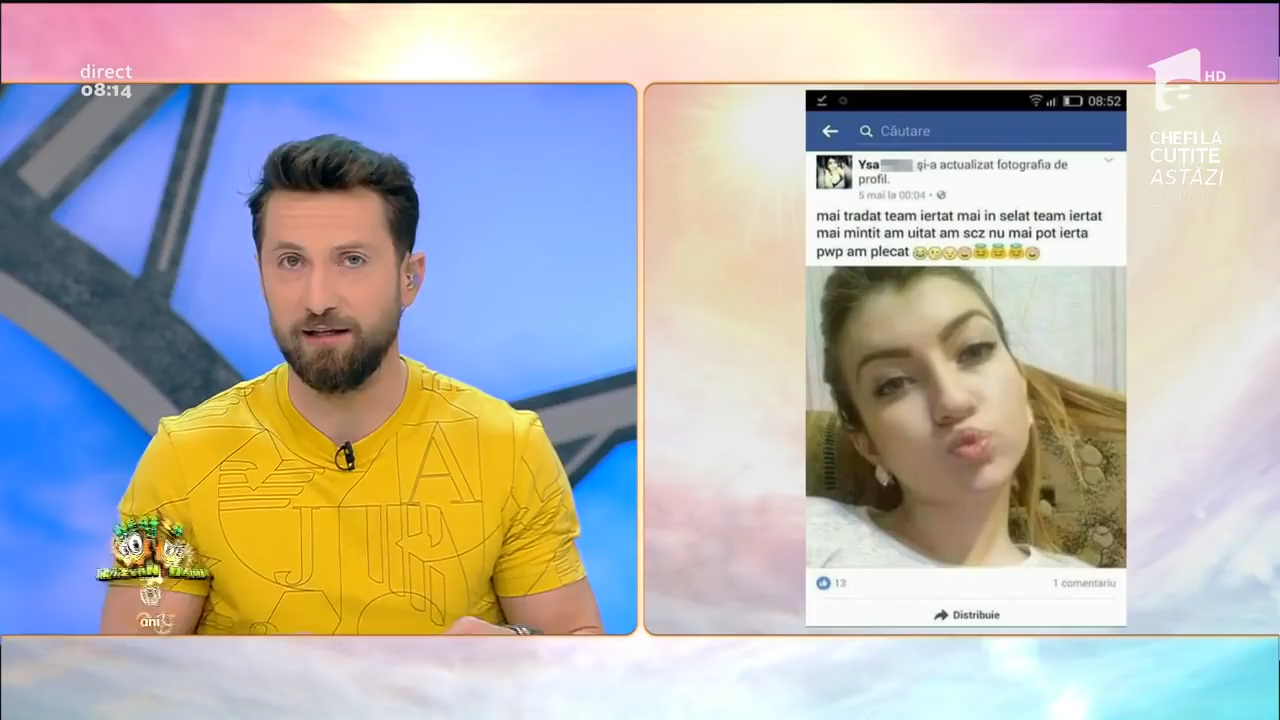 direct
08:14
HD
CHEFI LA
CUȚITE
ASTĂZI
08:52
Căutare
Ysa și-a actualizat fotografia de
profil.
5 mai la 00:04
mai tradat team iertat mai in selat team iertat
mai mintit am uitat am scz nu mai pot ierta
pwp am plecat
13
1 comentariu
Distribuie
ani